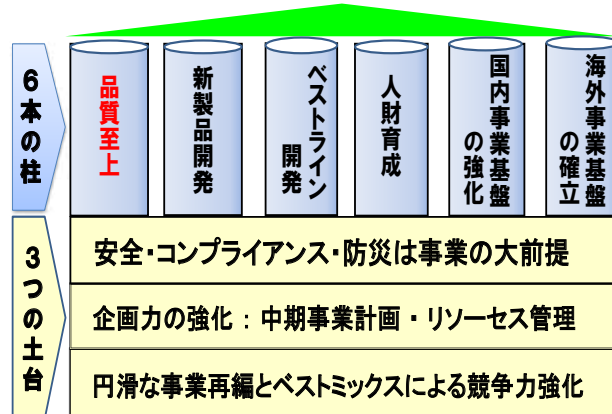 6本の柱
品質至上
新製品開発
ベストライン
開発
人財育成
国内事業基盤
の強化
海外事業基盤
の確立
3つの土台
安全・コンプライアンス・防災は事業の大前提
企画力の強化：中期事業計画・リソーセス管理
円滑な事業再編とベストミックスによる競争力強化